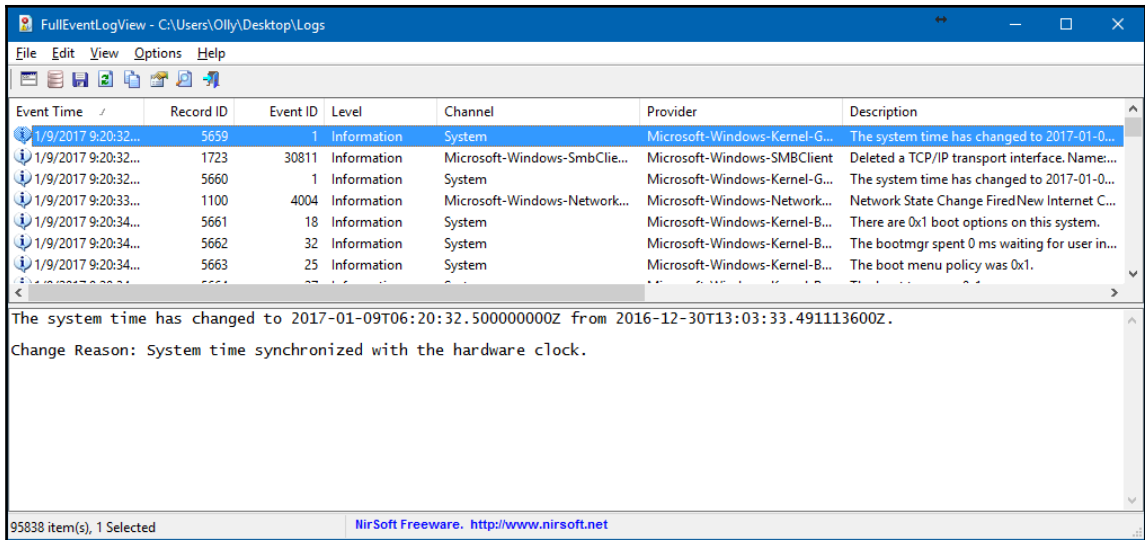 FullEventLogView - C:\Users\Olly\Desktop\Logs
File Edit View Options Help
Event Time Record ID Event ID Level Channel Provider Description
1/9/2017 9:20:32... 5659 1 Information System Microsoft-Windows-Kernel-G... The system time has changed to 2017-01-0...
1/9/2017 9:20:32... 1723 30811 Information Microsoft-Windows-SmbClie... Microsoft-Windows-SMBClient Deleted a TCP/IP transport interface. Name:...
1/9/2017 9:20:32... 5660 1 Information System Microsoft-Windows-Kernel-G... The system time has changed to 2017-01-0...
1/9/2017 9:20:33... 1100 4004 Information Microsoft-Windows-Network... Microsoft-Windows-Network... Network State Change FiredNew Internet C...
1/9/2017 9:20:34... 5661 18 Information System Microsoft-Windows-Kernel-B... There are 0x1 boot options on this system.
1/9/2017 9:20:34... 5662 32 Information System Microsoft-Windows-Kernel-B... The bootmgr spent 0 ms waiting for user in...
1/9/2017 9:20:34... 5663 25 Information System Microsoft-Windows-Kernel-B... The boot menu policy was 0x1.
The system time has changed to 2017-01-09T06:20:32.500000000Z from 2016-12-30T13:03:33.491113600Z.
Change Reason: System time synchronized with the hardware clock.
95838 item(s), 1 Selected NirSoft Freeware. http://www.nirsoft.net